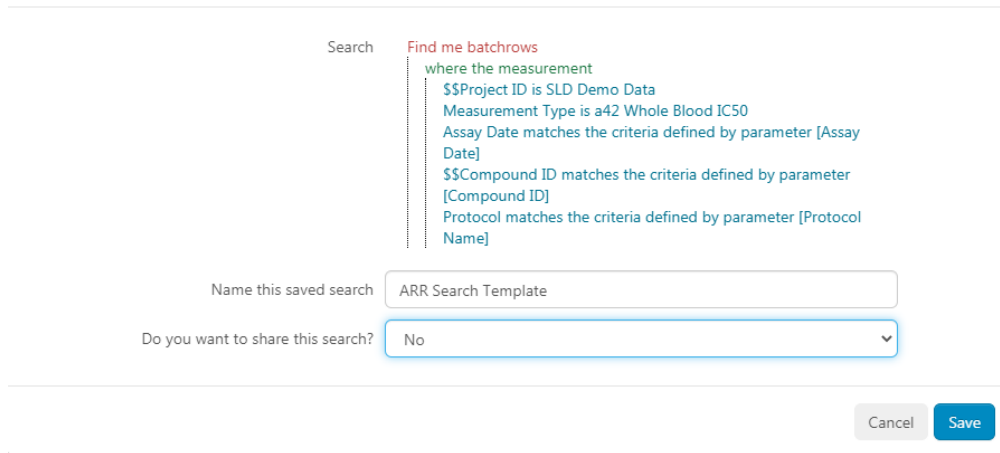 Search
Find me batchrows
where the measurement
$$Project ID is SLD Demo Data
Measurement Type is a42 Whole Blood IC50
Assay Date matches the criteria defined by parameter [Assay
Date]
$$Compound ID matches the criteria defined by parameter
[Compound ID]
Protocol matches the criteria defined by parameter [Protocol
Name]
Name this saved search
ARR Search Template
Do you want to share this search?
No
Cancel
Save